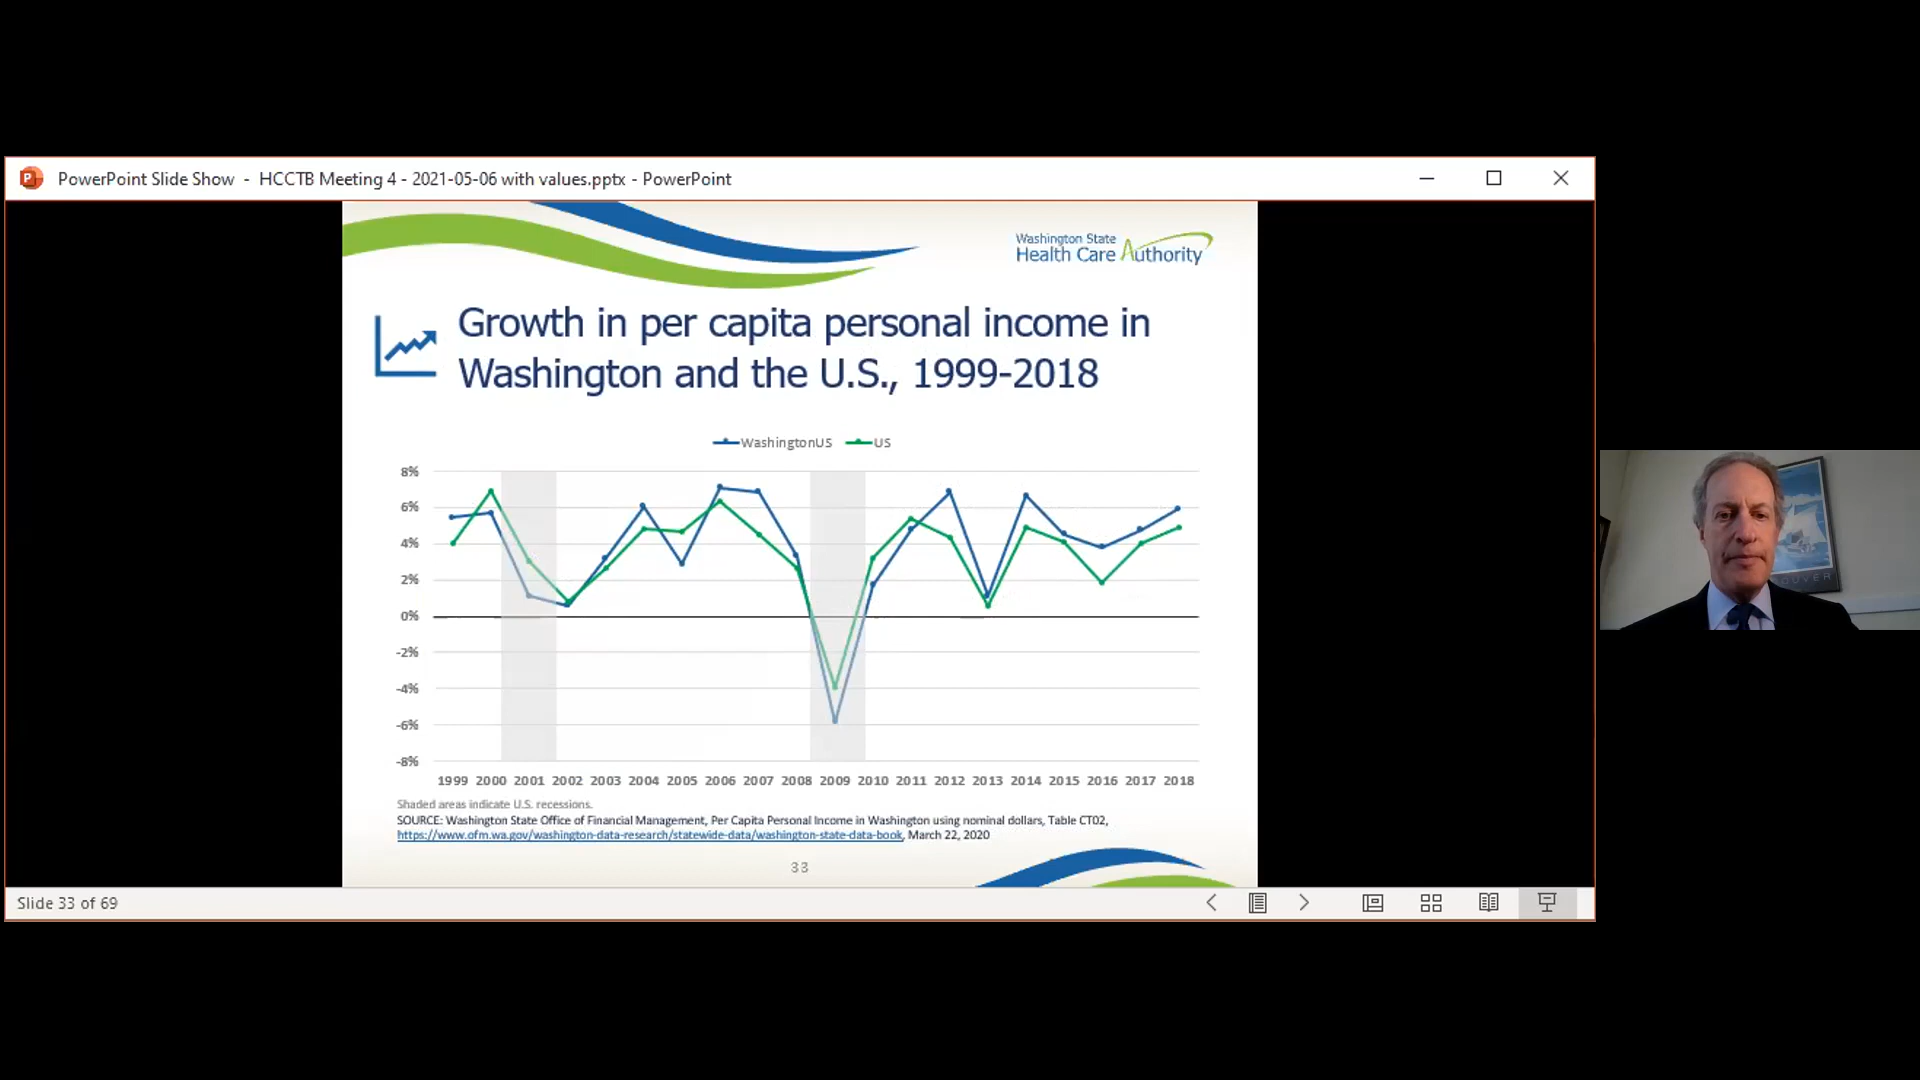 PowerPoint Slide Show - HCCTB Meeting 4 - 2021-05-06 with values.pptx - PowerPoint
Washington State
Health Care Authority
Growth in per capita personal income in
Washington and the U.S., 1999-2018
WashingtonUS US
8%
6%
4%
2%
0%
-2%
-4%
-6%
-8%
1999 2000 2001 2002 2003 2004 2005 2006 2007 2008 2009 2010 2011 2012 2013 2014 2015 2016 2017 2018
Shaded areas indicate U.S. recessions.
SOURCE: Washington State Office of Financial Management, Per Capita Personal Income in Washington using nominal dollars, Table CT02,
https://www.ofm.wa.gov/washington-data-research/statewide-data/washington-state-data-book, March 22, 2020
33
Slide 33 of 69